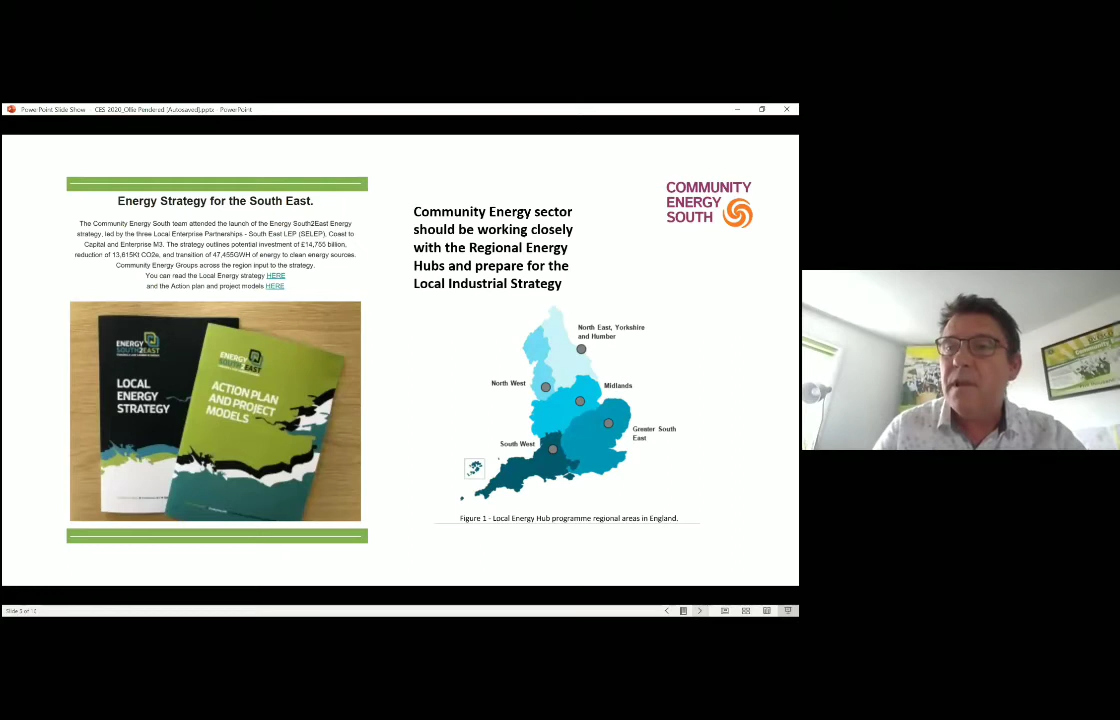 PowerPoint Slide Show - CES 2020_Ollie Pendered [Autosaved].pptx - PowerPoint
Energy Strategy for the South East.
The Community Energy South team attended the launch of the Energy South2East Energy
strategy, led by the three Local Enterprise Partnerships - South East LEP (SELEP), Coast to
Capital and Enterprise M3. The strategy outlines potential investment of £14,755 billion,
reduction of 13,615Kt CO2e, and transition of 47,455GWH of energy to clean energy sources.
Community Energy Groups across the region input to the strategy.
You can read the Local Energy strategy HERE
and the Action plan and project models HERE
ENERGY
SOUTH2EAST
LOCAL
ENERGY
STRATEGY
ENERGY
SOUTH2EAST
ACTION PLAN
AND PROJECT
MODELS
Community Energy sector
should be working closely
with the Regional Energy
Hubs and prepare for the
Local Industrial Strategy
COMMUNITY
ENERGY
SOUTH
North East, Yorkshire
and Humber
North West
Midlands
Greater South
East
South West
Figure 1 - Local Energy Hub programme regional areas in England.